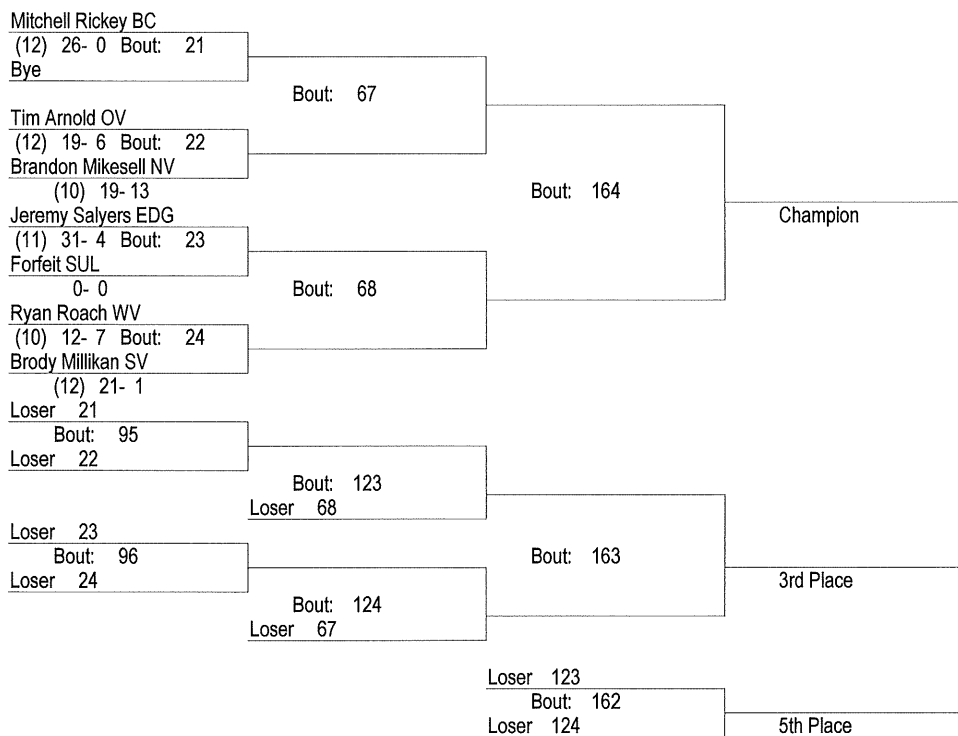 Mitchell Rickey BC
(12) 26- 0 Bout: 21
Bye
Bout: 67
Tim Arnold OV
(12) 19- 6 Bout: 22
Brandon Mikesell NV
(10) 19- 13
Bout: 164
Jeremy Salyers EDG
Champion
(11) 31- 4 Bout: 23
Forfeit SUL
0- 0
Bout: 68
Ryan Roach WV
(10) 12- 7 Bout: 24
Brody Millikan SV
(12) 21- 1
Loser 21
Bout: 95
Loser 22
Bout: 123
Loser 68
Loser 23
Bout: 96
Loser 24
Bout: 163
3rd Place
Bout: 124
Loser 67
Loser 123
Bout: 162
Loser 124
5th Place